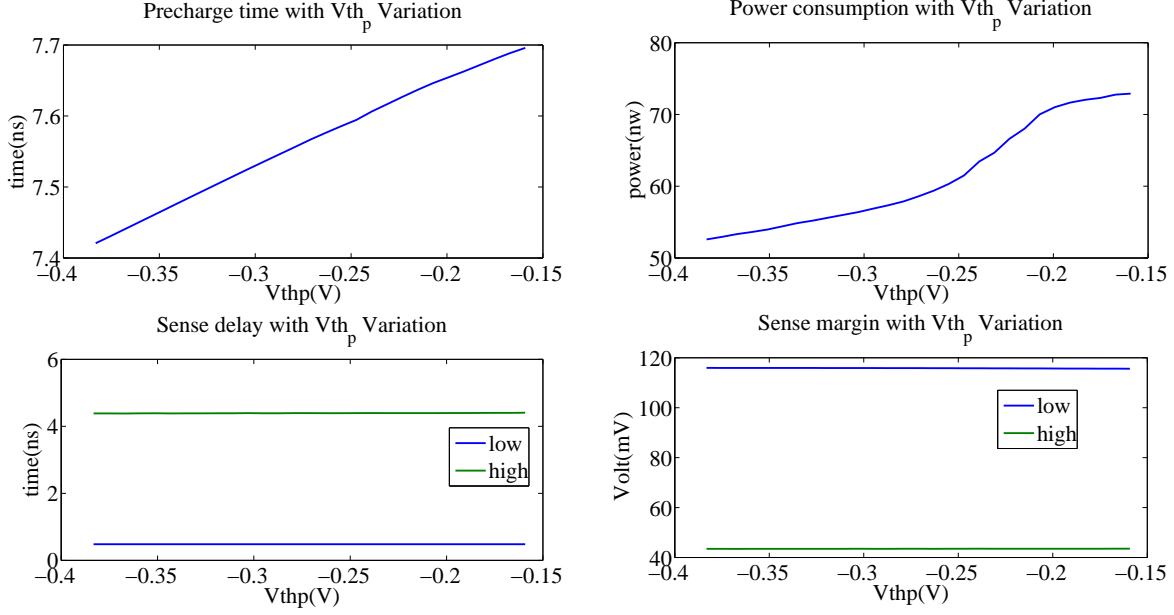 Precharge time with Vth_p Variation
7.7
7.6
7.5
7.4
time(ns)
−0.4 −0.35 −0.3 −0.25 −0.2 −0.15
Vthp(V)
Power consumption with Vth_p Variation
80
70
60
50
power(nw)
−0.4 −0.35 −0.3 −0.25 −0.2 −0.15
Vthp(V)
Sense delay with Vth_p Variation
6
4
2
0
time(ns)
low
high
−0.4 −0.35 −0.3 −0.25 −0.2 −0.15
Vthp(V)
Sense margin with Vth_p Variation
120
100
80
60
40
Volt(mV)
low
high
−0.4 −0.35 −0.3 −0.25 −0.2 −0.15
Vthp(V)